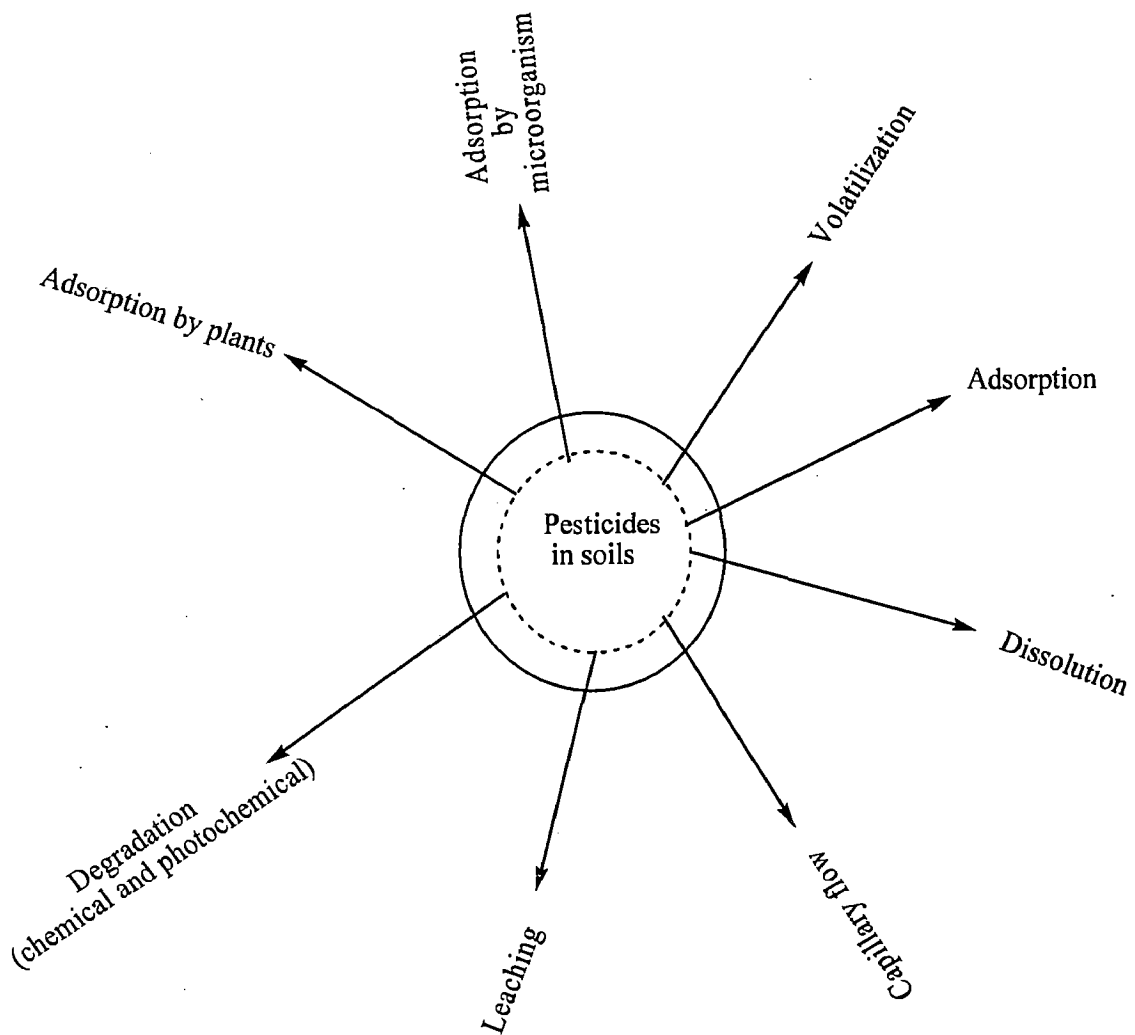 Adsorption
by
microorganism
Volatilization
Adsorption by plants
Adsorption
Pesticides
in soils
Dissolution
Degradation
(chemical and photochemical)
Capillary flow
Leaching